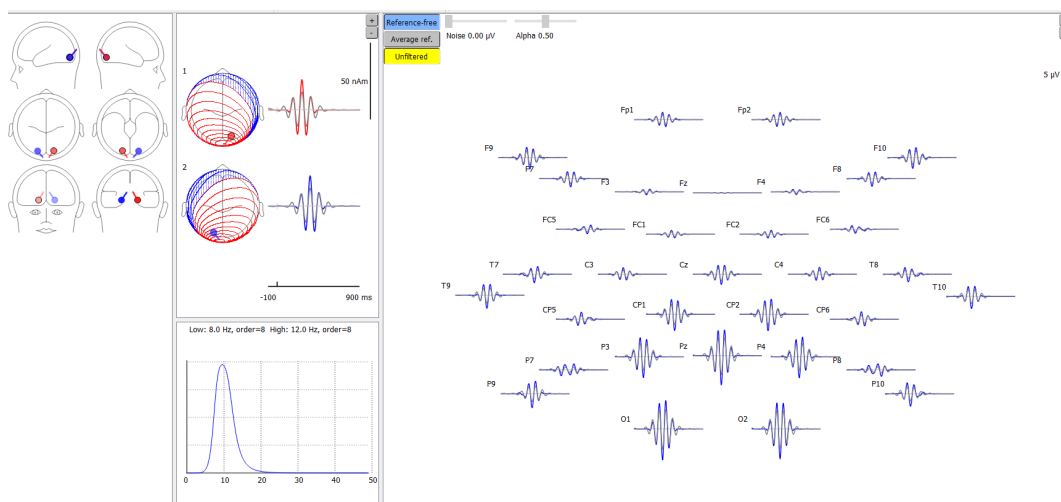 +
-
1
50 nAm
2
-100 900 ms
Low: 8.0 Hz, order=8 High: 12.0 Hz, order=8
0 10 20 30 40 50
Reference-free
Average ref.
Unfiltered
Noise 0.00 µV Alpha 0.50
5 µV
Fp1 Fp2
F9 F10
F7 F3 Fz F4 F8
FC5 FC1 FC2 FC6
T7 C3 Cz C4 T8
T9 T10
CP5 CP1 CP2 CP6
P7 P3 Pz P4 P8
P9 P10
O1 O2